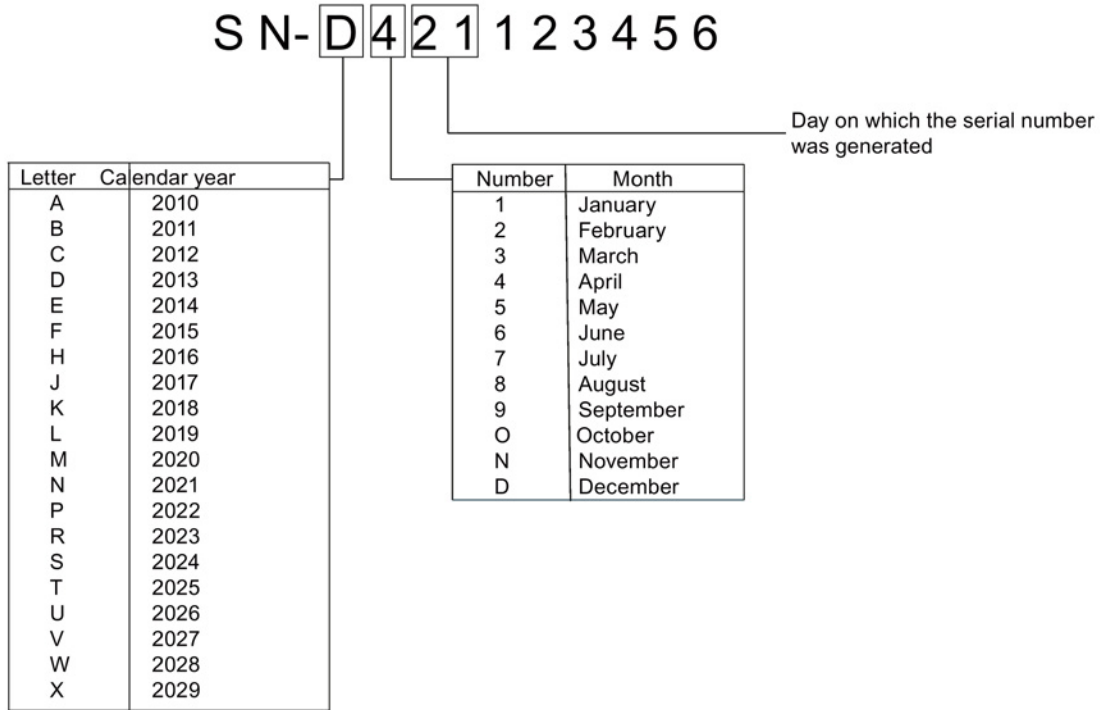 S N- D 4 2 1 1 2 3 4 5 6
Day on which the serial number
was generated
Letter Calendar year
A 2010
B 2011
C 2012
D 2013
E 2014
F 2015
H 2016
J 2017
K 2018
L 2019
M 2020
N 2021
P 2022
R 2023
S 2024
T 2025
U 2026
V 2027
W 2028
X 2029
Number Month
1 January
2 February
3 March
4 April
5 May
6 June
7 July
8 August
9 September
O October
N November
D December